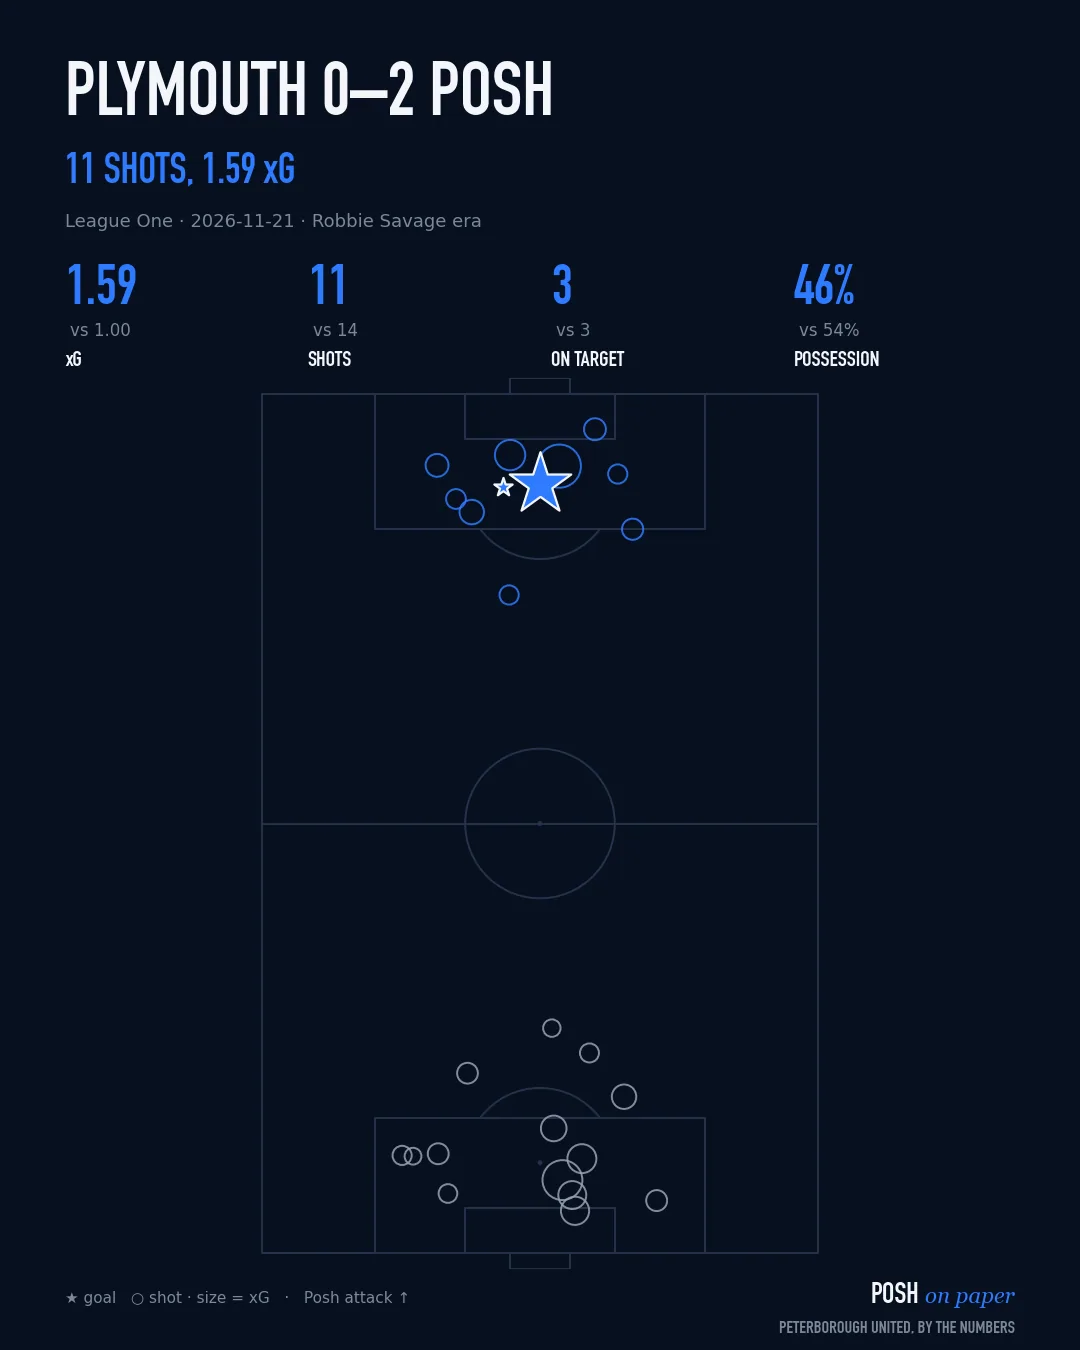 PLYMOUTH 0–2 POSH
11 SHOTS, 1.59 xG
League One · 2026-11-21 · Robbie Savage era
1.59 11 3 46%
vs 1.00 vs 14 vs 3 vs 54%
xG SHOTS ON TARGET POSSESSION
★ goal ○ shot · size = xG · Posh attack ↑
POSH on paper
PETERBOROUGH UNITED, BY THE NUMBERS